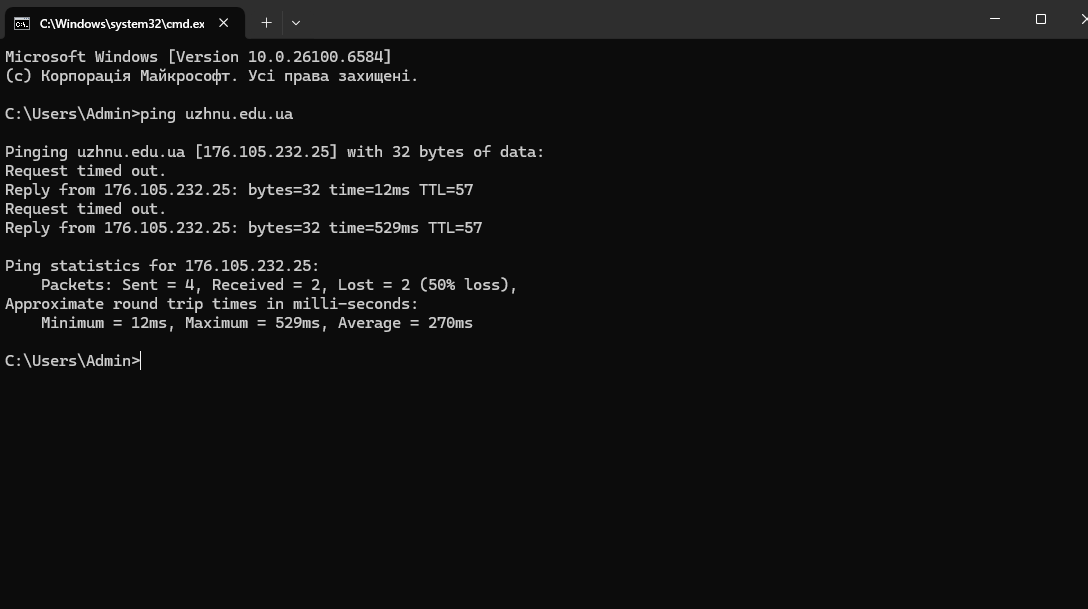 C:\Windows\system32\cmd.ex
Microsoft Windows [Version 10.0.26100.6584]
(c) Корпорація Майкрософт. Усі права захищені.
C:\Users\Admin>ping uzhnu.edu.ua
Pinging uzhnu.edu.ua [176.105.232.25] with 32 bytes of data:
Request timed out.
Reply from 176.105.232.25: bytes=32 time=12ms TTL=57
Request timed out.
Reply from 176.105.232.25: bytes=32 time=529ms TTL=57
Ping statistics for 176.105.232.25:
    Packets: Sent = 4, Received = 2, Lost = 2 (50% loss),
Approximate round trip times in milli-seconds:
    Minimum = 12ms, Maximum = 529ms, Average = 270ms
C:\Users\Admin>